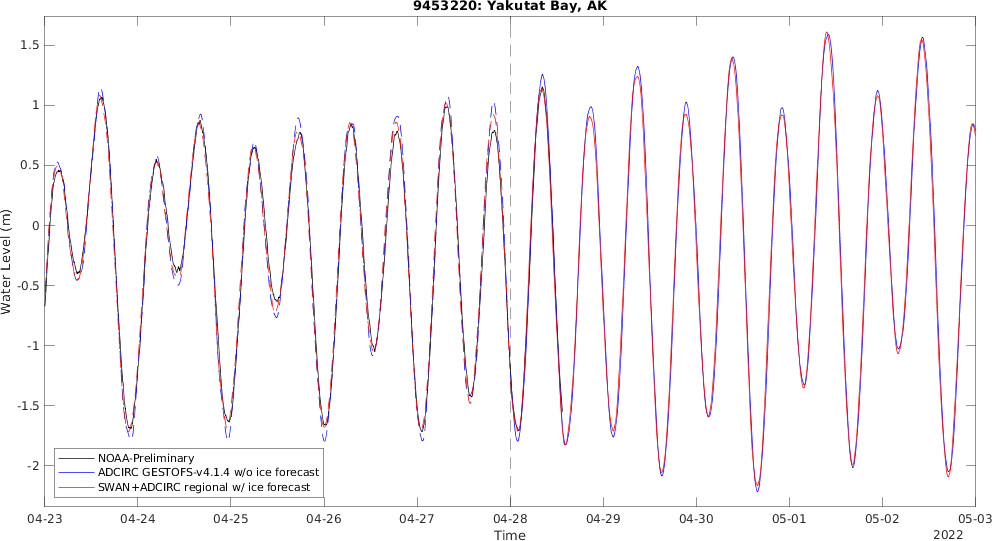 9453220: Yakutat Bay, AK
1.5
1
0.5
0
-0.5
-1
-1.5
-2
Water Level (m)
NOAA-Preliminary
ADCIRC GESTOFS-v4.1.4 w/o ice forecast
SWAN+ADCIRC regional w/ ice forecast
04-23 04-24 04-25 04-26 04-27 04-28 04-29 04-30 05-01 05-02 05-03
Time
2022